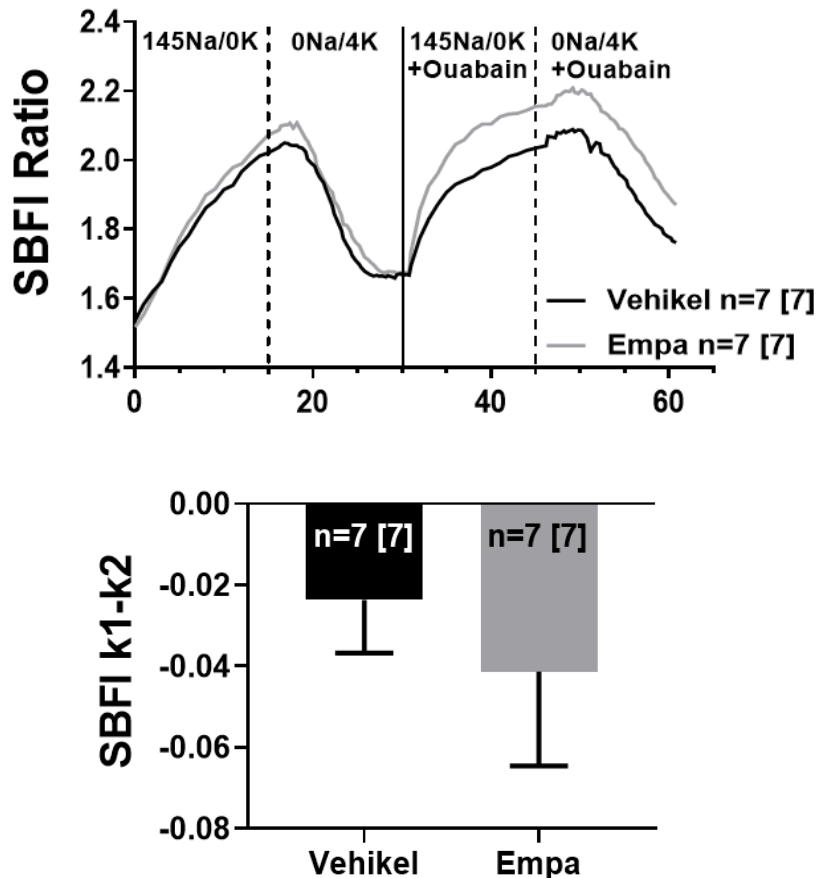 2.4
145Na/0K 0Na/4K 145Na/0K 0Na/4K
+Ouabain +Ouabain
2.2
2.0
1.8
1.6
1.4
SBFI Ratio
Vehikel n=7 [7]
Empa n=7 [7]
0 20 40 60
0.00
-0.02
-0.04
-0.06
-0.08
SBFI k1-k2
n=7 [7] n=7 [7]
Vehikel Empa